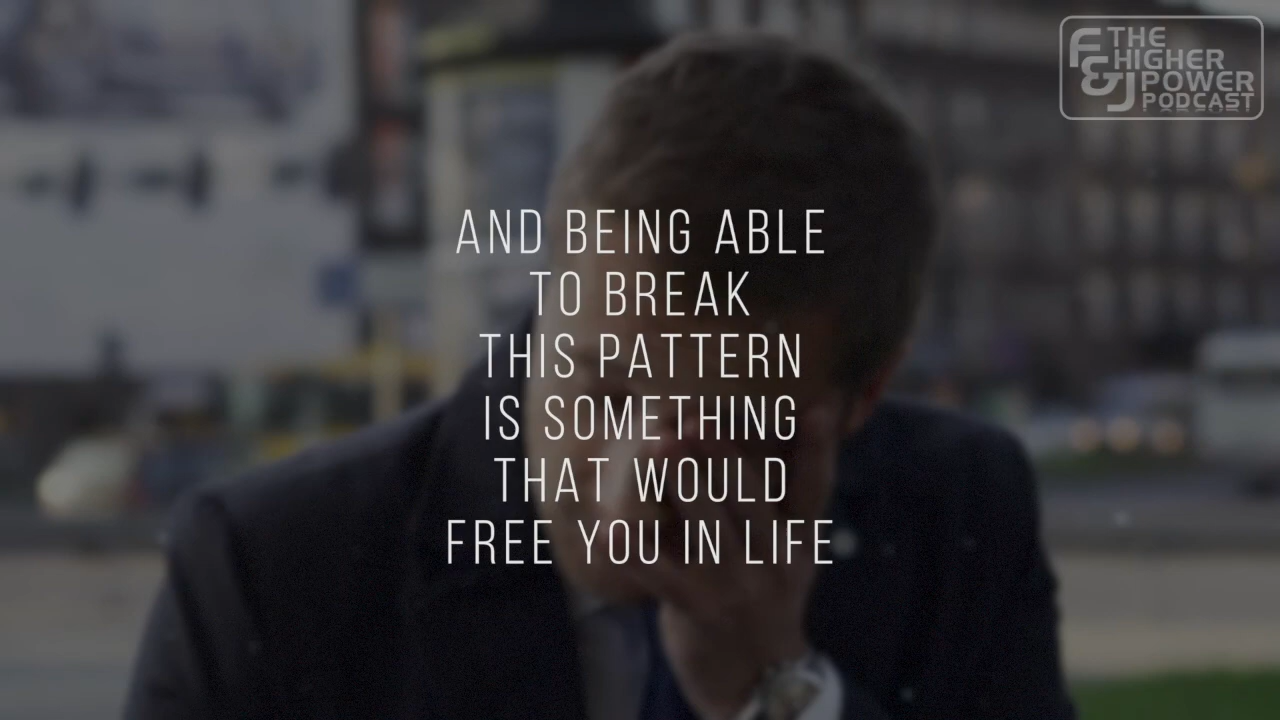 AND BEING ABLE
TO BREAK
THIS PATTERN
IS SOMETHING
THAT WOULD
FREE YOU IN LIFE
F&J THE
HIGHER
POWER
PODCAST